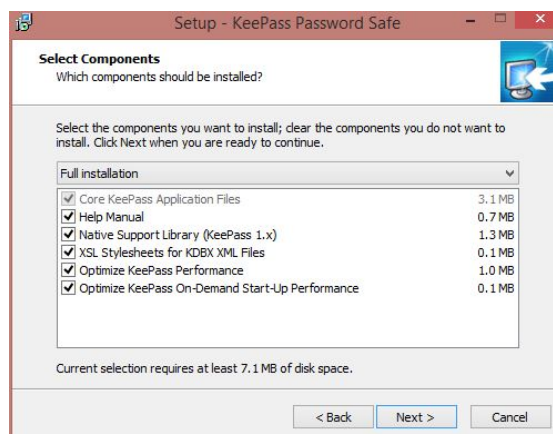 Setup - KeePass Password Safe
Select Components
Which components should be installed?
Select the components you want to install; clear the components you do not want to
install. Click Next when you are ready to continue.
Full installation
Core KeePass Application Files 3.1 MB
Help Manual 0.7 MB
Native Support Library (KeePass 1.x) 1.3 MB
XSL Stylesheets for KDBX XML Files 0.1 MB
Optimize KeePass Performance 1.0 MB
Optimize KeePass On-Demand Start-Up Performance 0.1 MB
Current selection requires at least 7.1 MB of disk space.
< Back Next > Cancel